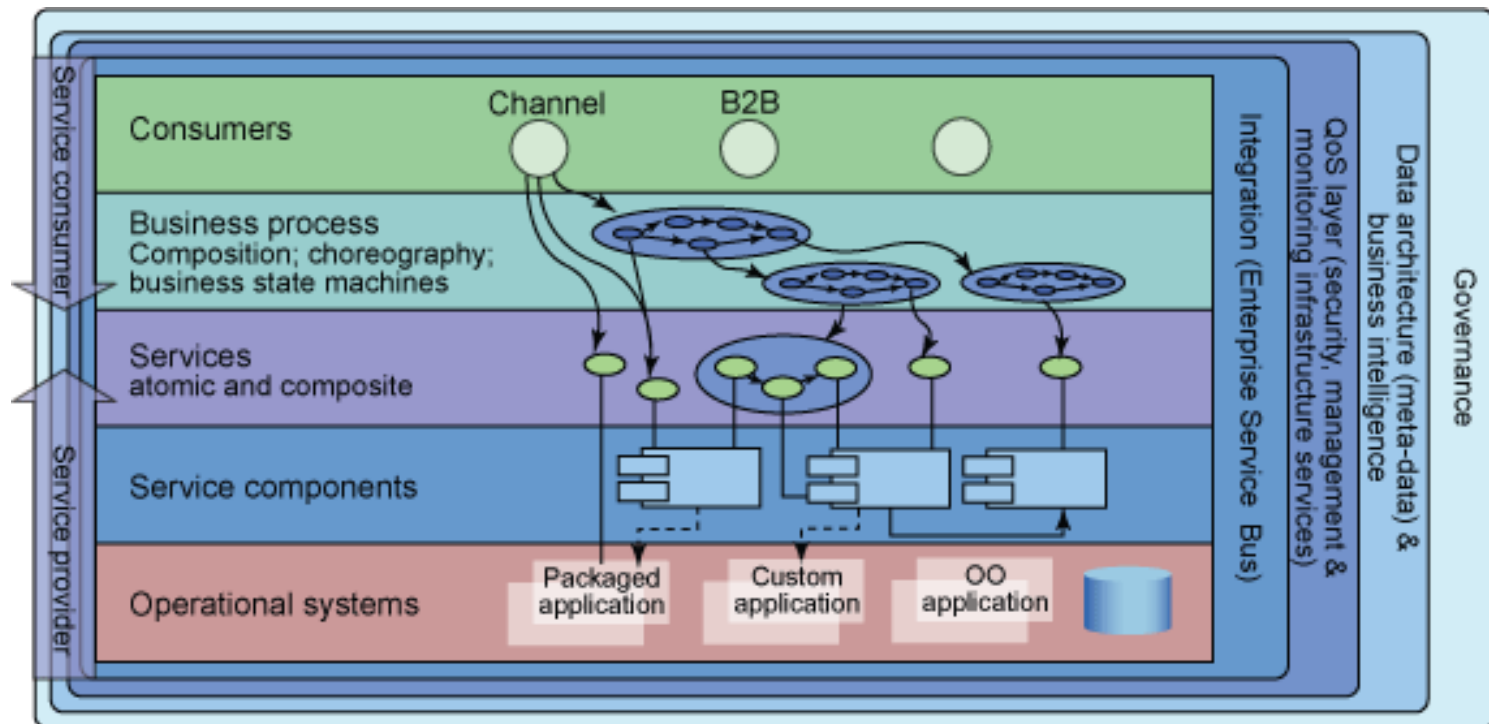 Channel
B2B
Consumers
Business process
Composition; choreography;
business state machines
Services
atomic and composite
Service components
Operational systems
Packaged
application
Custom
application
OO
application
Service consumer
Service provider
Integration (Enterprise Service Bus)
QoS layer (security, management &
monitoring infrastructure services)
Data architecture (meta-data) &
business intelligence
Governance